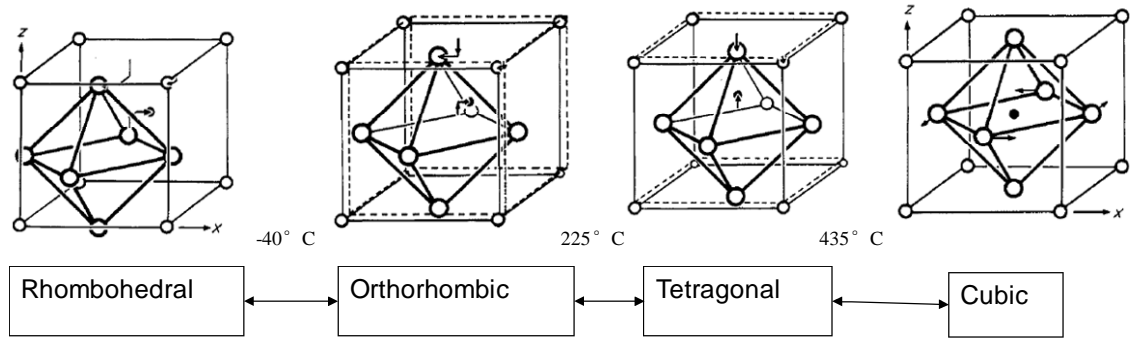 z
x
z
x
-40° C
225° C
435° C
Rhombohedral
Orthorhombic
Tetragonal
Cubic